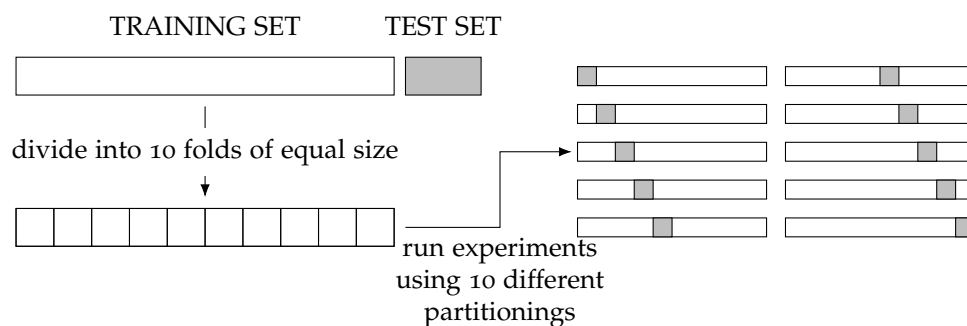 TRAINING SET
TEST SET
divide into 10 folds of equal size
run experiments
using 10 different
partitionings